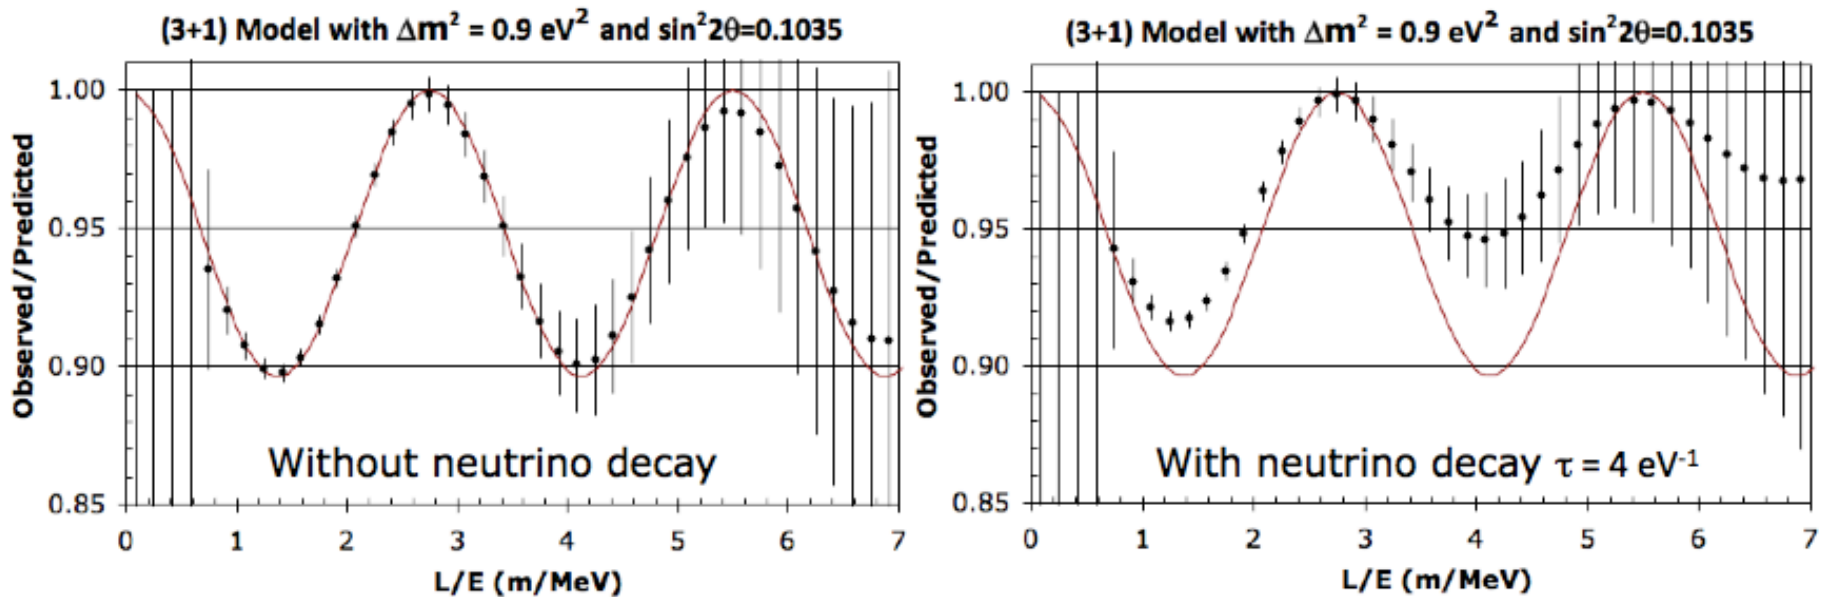 (3+1) Model with Δm² = 0.9 eV² and sin²2θ=0.1035
Observed/Predicted
1.00
0.95
0.90
0.85
Without neutrino decay
0 1 2 3 4 5 6 7
L/E (m/MeV)
(3+1) Model with Δm² = 0.9 eV² and sin²2θ=0.1035
Observed/Predicted
1.00
0.95
0.90
0.85
With neutrino decay τ = 4 eV⁻¹
0 1 2 3 4 5 6 7
L/E (m/MeV)